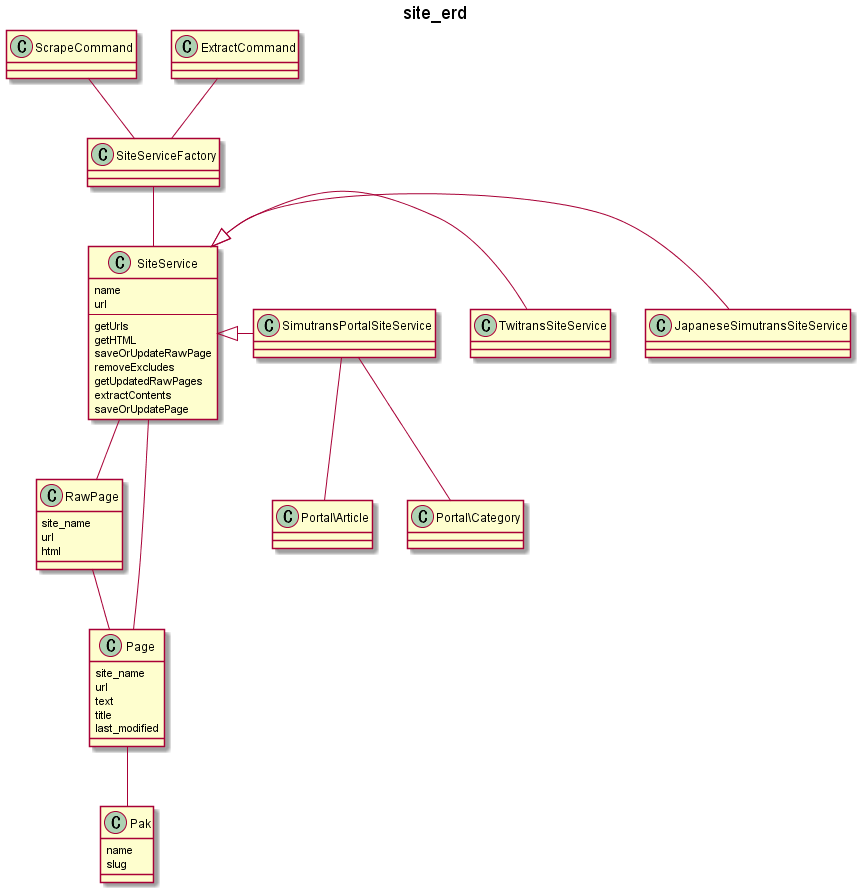 site_erd
C ScrapeCommand
C ExtractCommand
C SiteServiceFactory
C SiteService
name
url
getUrls
getHTML
saveOrUpdateRawPage
removeExcludes
getUpdatedRawPages
extractContents
saveOrUpdatePage
C SimutransPortalSiteService
C TwitransSiteService
C JapaneseSimutransSiteService
C RawPage
site_name
url
html
C Portal\Article
C Portal\Category
C Page
site_name
url
text
title
last_modified
C Pak
name
slug